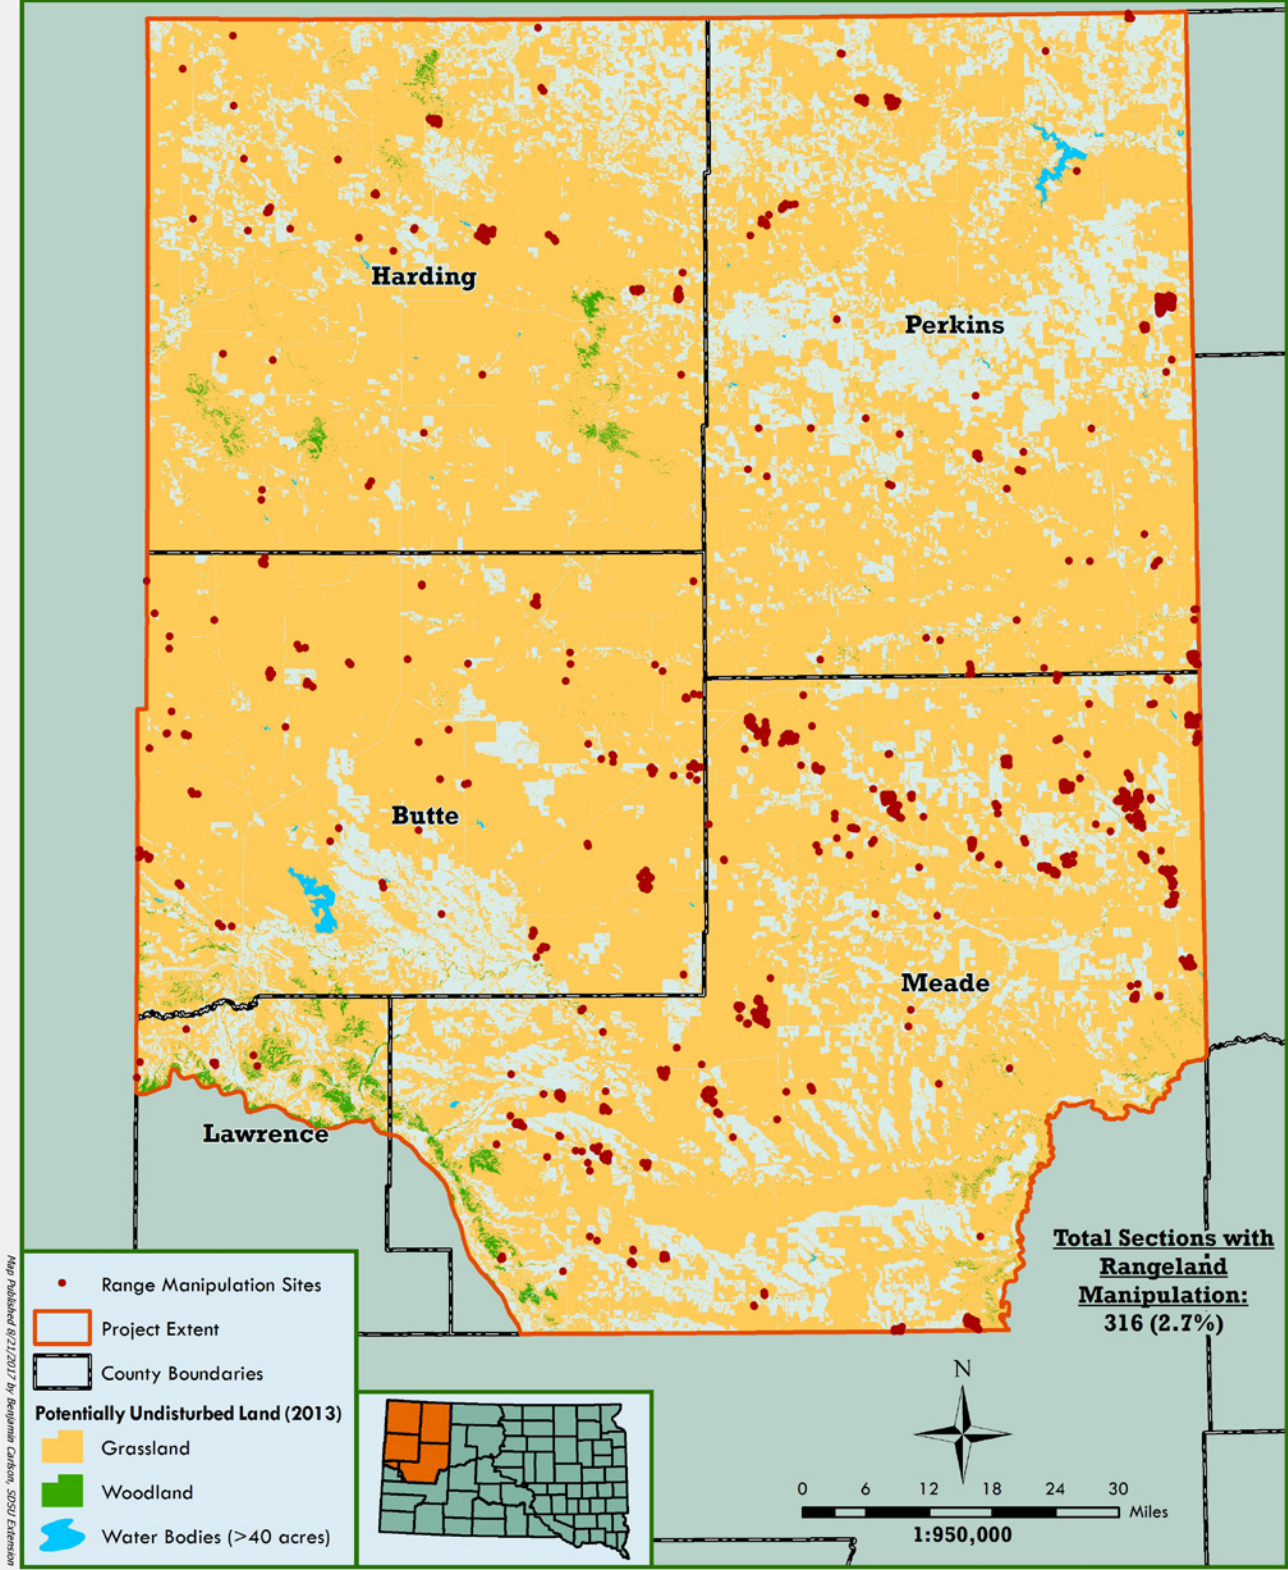 Harding
Perkins
Butte
Meade
Lawrence
Total Sections with
Rangeland
Manipulation:
316 (2.7%)
Range Manipulation Sites
Project Extent
County Boundaries
Potentially Undisturbed Land (2013)
Grassland
Woodland
Water Bodies (>40 acres)
N
0 6 12 18 24 30
Miles
1:950,000
Map Published 8/21/2017 by Benjamin Carlson, SDSU Extension